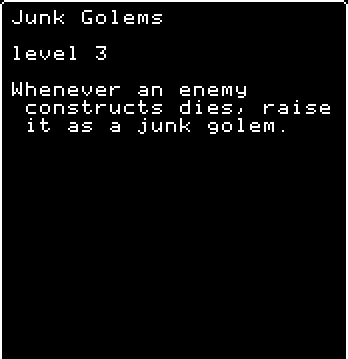 Junk Golems
level 3
Whenever an enemy
constructs dies, raise
it as a junk golem.